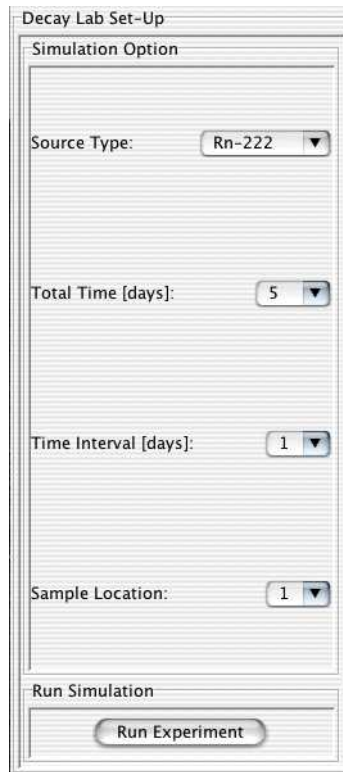 Decay Lab Set-Up
Simulation Option
Source Type: Rn-222
Total Time [days]: 5
Time Interval [days]: 1
Sample Location: 1
Run Simulation
Run Experiment